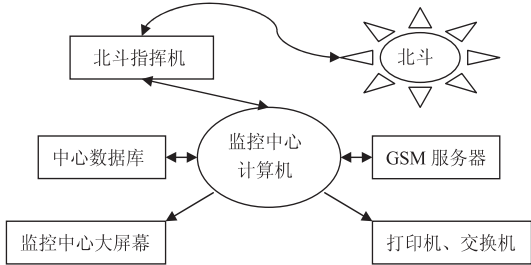 北斗指挥机
北斗
监控中心
计算机
中心数据库
GSM 服务器
监控中心大屏幕
打印机、交换机